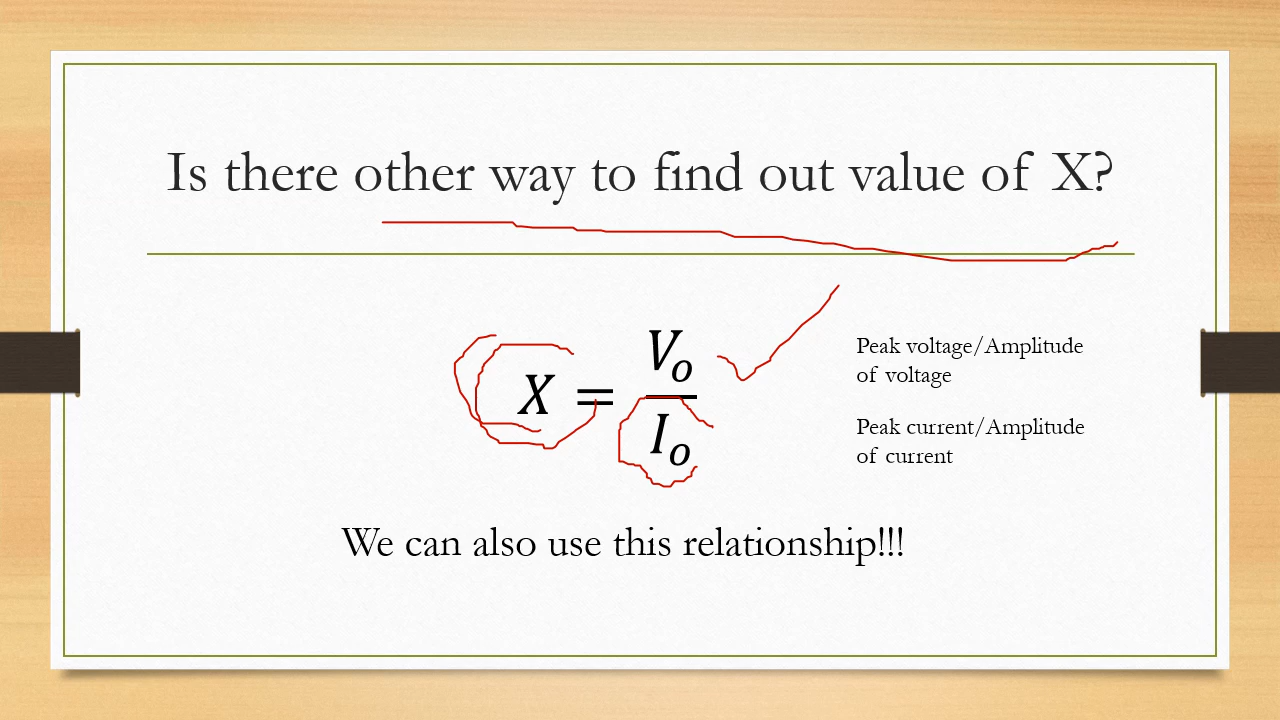 Is there other way to find out value of X?
X = V₀ / I₀
Peak voltage/Amplitude
of voltage
Peak current/Amplitude
of current
We can also use this relationship!!!